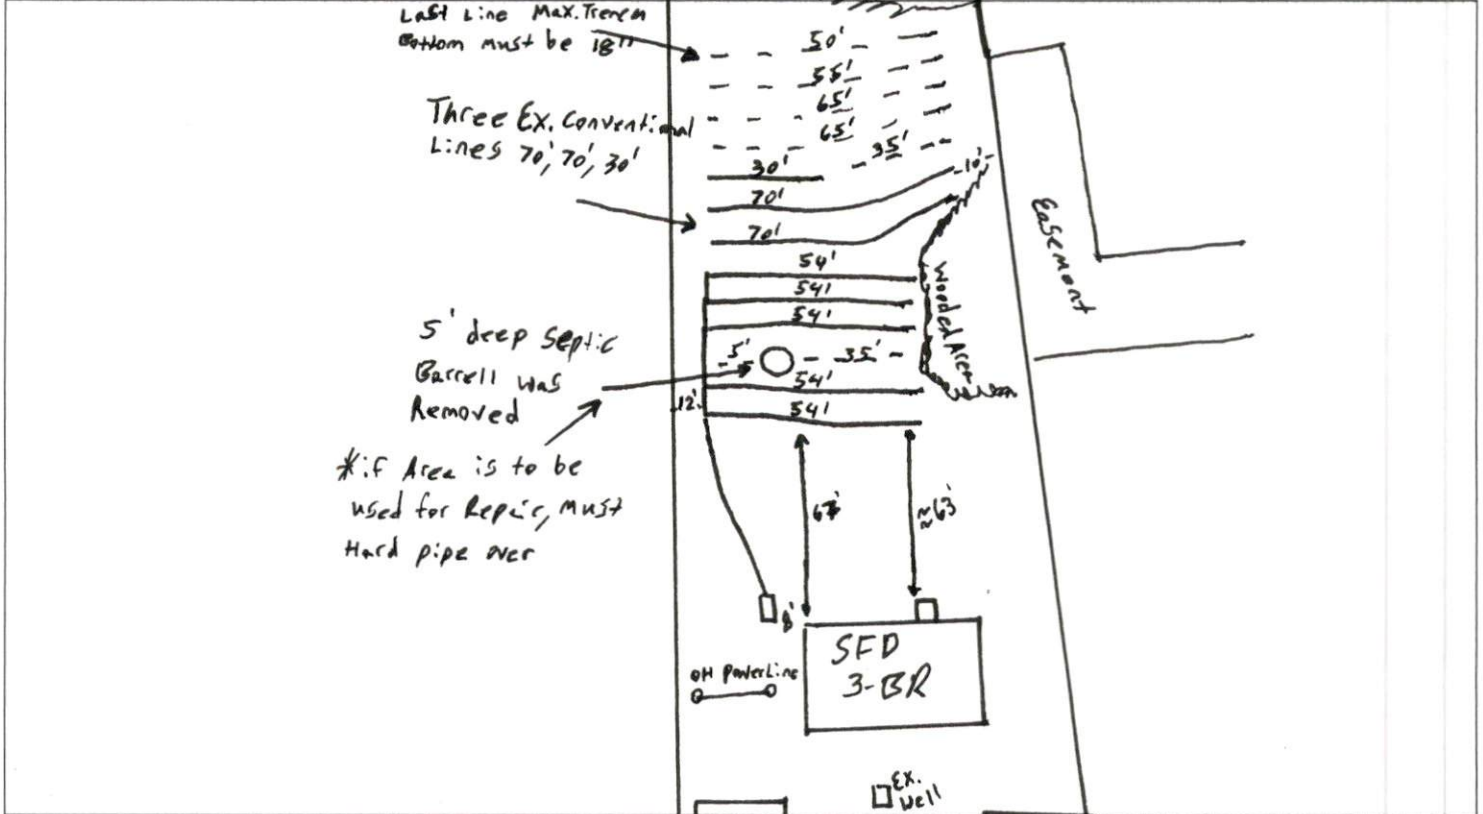 Last Line Max. Trench
Bottom must be 18"
50'
55'
65'
65'
35'
Three Ex. Conventional
Lines 70', 70', 30'
30'
10'
70'
70'
54'
54'
54'
Easement
Wooded Area
5' deep septic
Barrell was
Removed
5'
35'
54'
12'
54'
*if Area is to be
used for Repair, must
Hard pipe over
≈63'
8'
SFD
3-BR
OH PowerLine
Ex.
Well